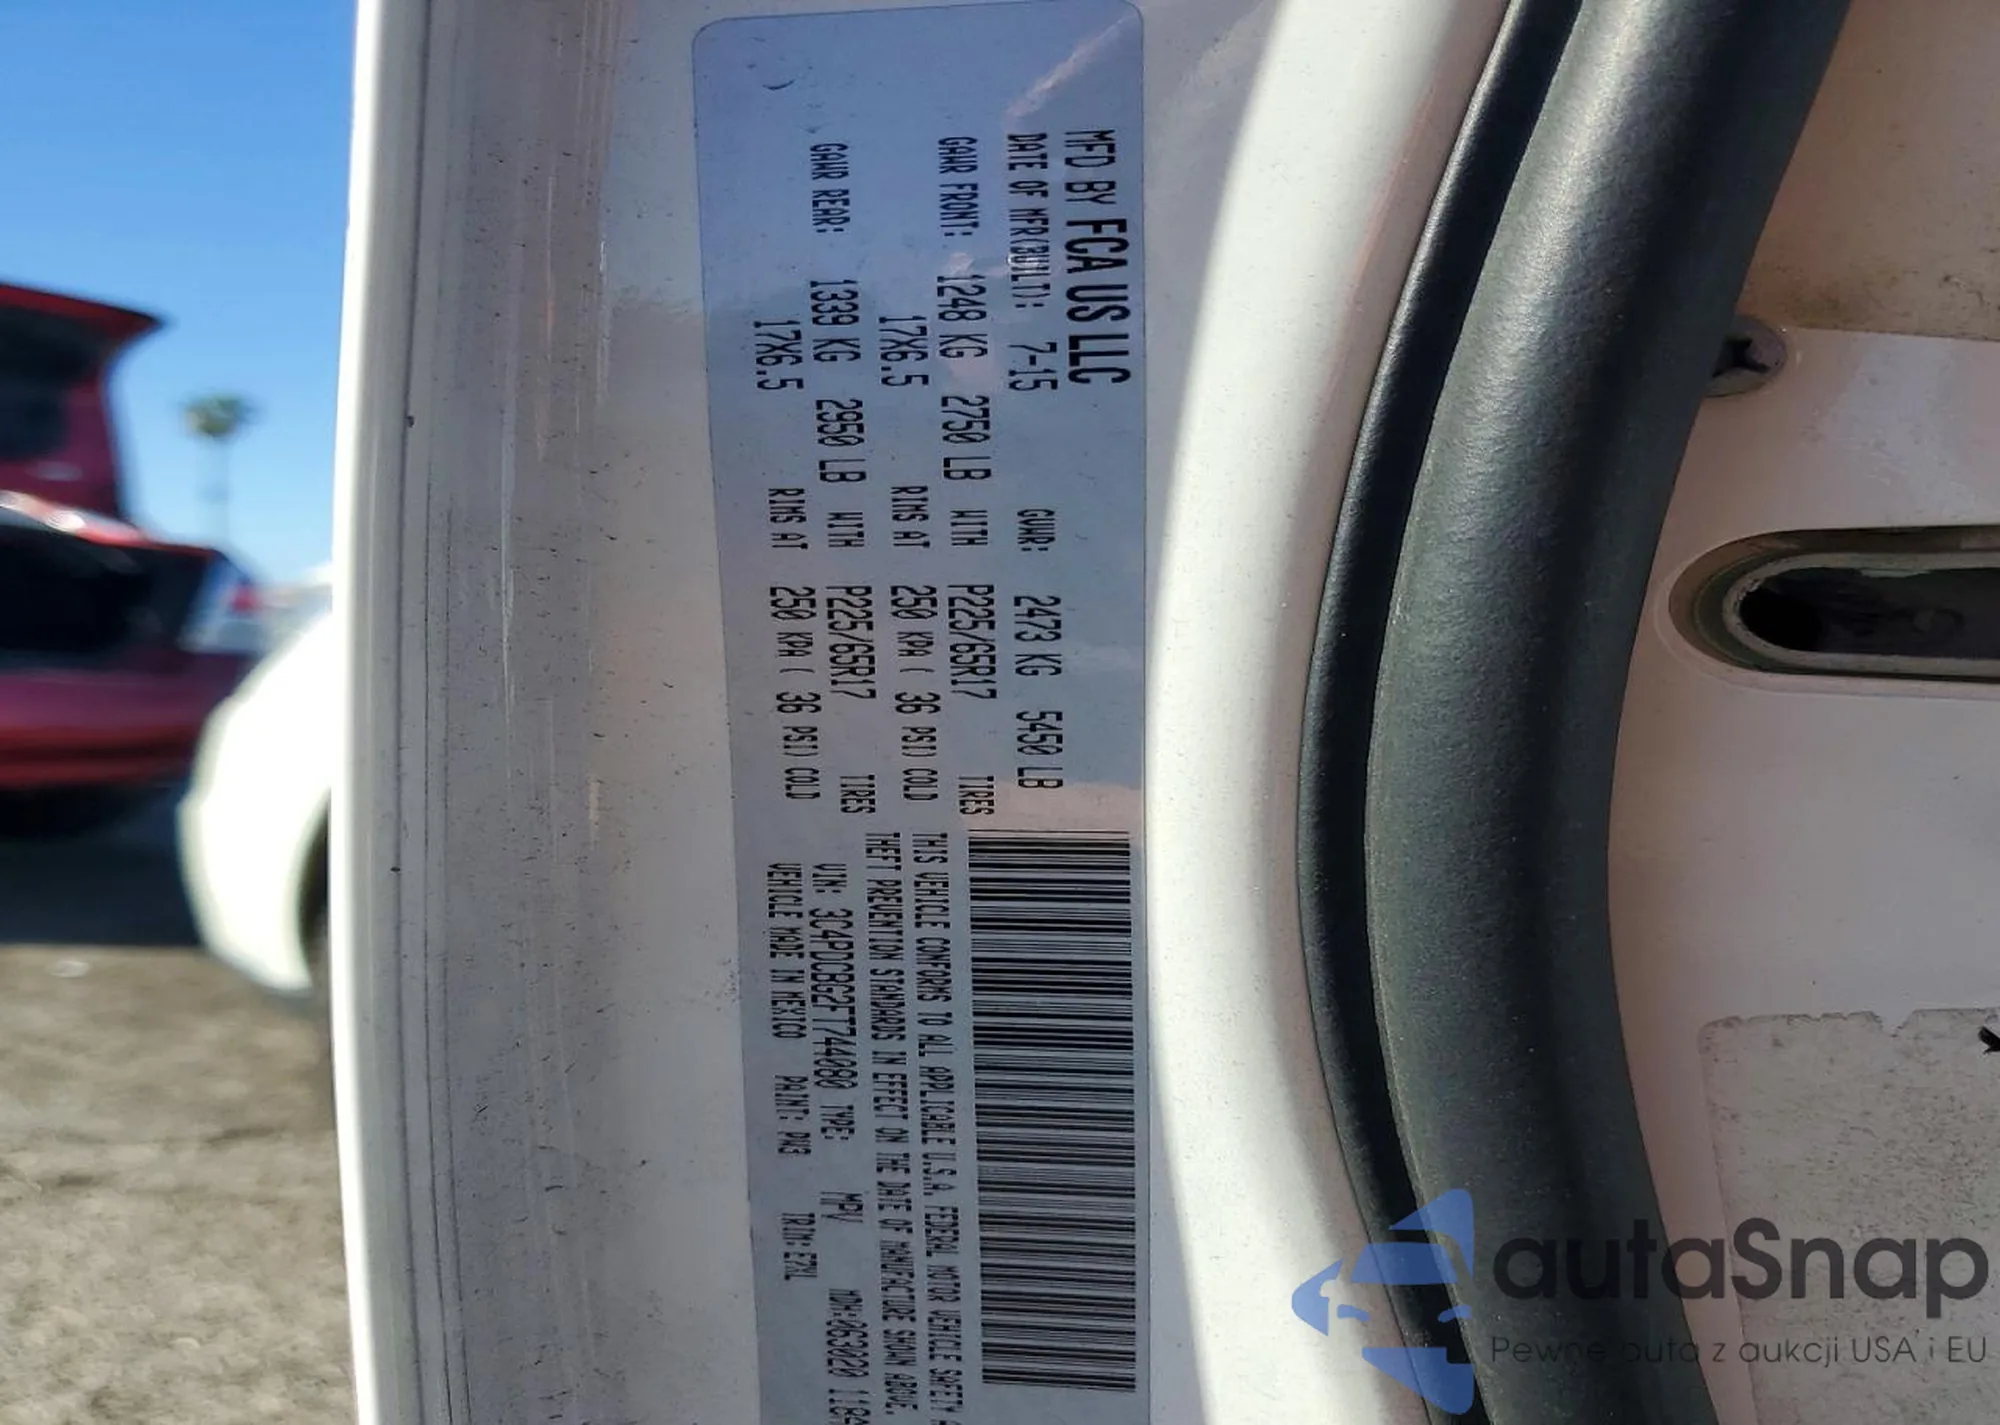 MFD BY FCA US LLC
DATE OF MFR(BUILT): 7-15 GVWR: 2473 KG 5450 LB
GAWR FRONT: 1248 KG 2750 LB WITH P225/65R17 TIRES
17X6.5 RIMS AT 250 KPA ( 36 PSI) COLD
GAWR REAR: 1339 KG 2950 LB WITH P225/65R17 TIRES
17X6.5 RIMS AT 250 KPA ( 36 PSI) COLD
THIS VEHICLE CONFORMS TO ALL APPLICABLE U.S.A. FEDERAL MOTOR VEHICLE SAFETY
THEFT PREVENTION STANDARDS IN EFFECT ON THE DATE OF MANUFACTURE SHOWN ABOVE.
VIN: 3C4PDCBG2FT744080 TYPE: MPV MDH:063020
VEHICLE MADE IN MEXICO PAINT: PW3 TRIM: EZXL
autaSnap
Pewne auta z aukcji USA i EU